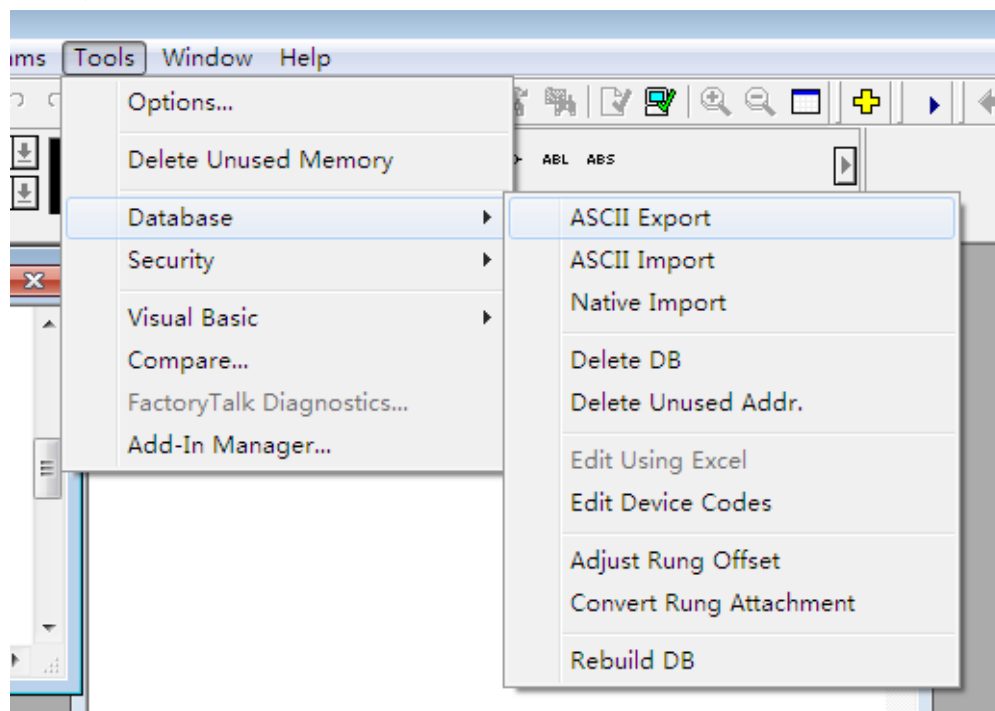 ams Tools Window Help
Options...
ABL ABS
Delete Unused Memory
Database
ASCII Export
Security
ASCII Import
Native Import
Visual Basic
Compare...
Delete DB
FactoryTalk Diagnostics...
Delete Unused Addr.
Add-In Manager...
Edit Using Excel
Edit Device Codes
Adjust Rung Offset
Convert Rung Attachment
Rebuild DB